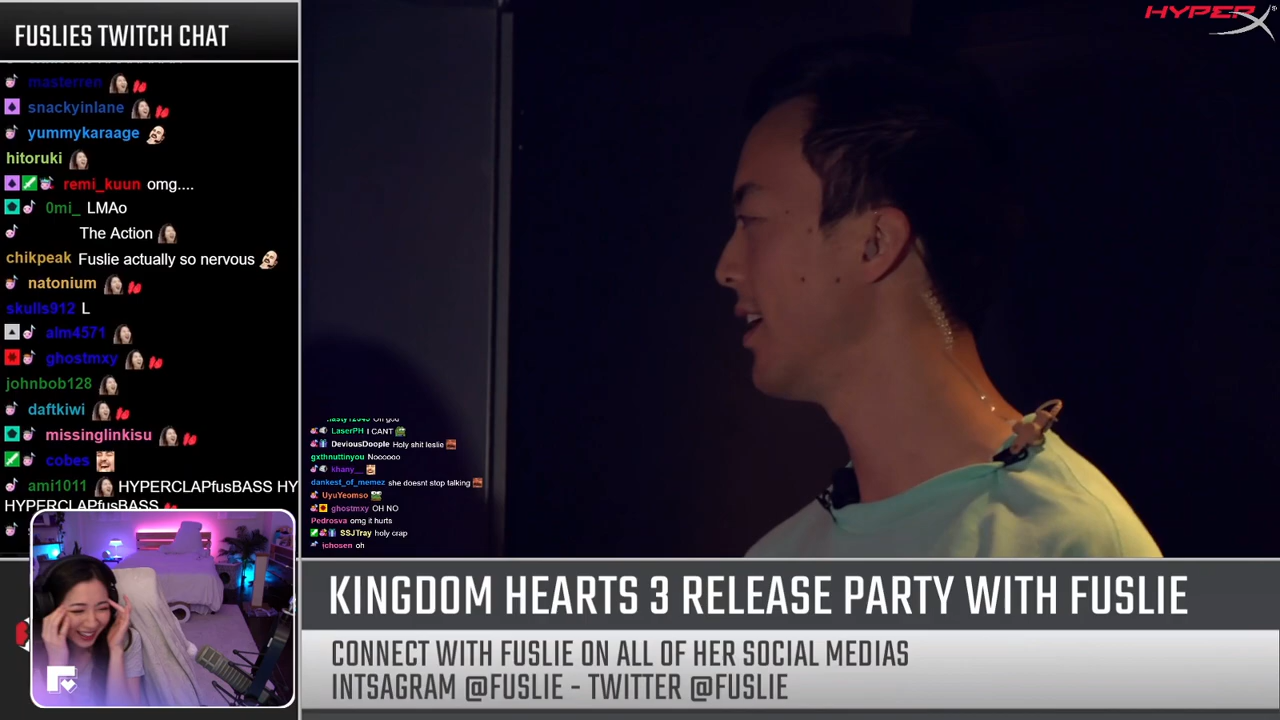 FUSLIES TWITCH CHAT
masterren
snackyinlane
yummykaraage
hitoruki
remi_kuun omg....
0mi_ LMAo
The Action
chikpeak Fuslie actually so nervous
natonium
skulls912 L
alm4571
ghostmxy
johnbob128
daftkiwi
missinglinkisu
cobes
ami1011 HYPERCLAPfusBASS HY
HYPERCLAPfusBASS
HYPERX
LaserPH I CANT
DeviousDoople Holy shit leslie
gxthnuttinyou Noooooo
khany__
dankest_of_memez she doesnt stop talking
UyuYeomso
ghostmxy OH NO
Pedrosva omg it hurts
SSJTray holy crap
ichosen oh
KINGDOM HEARTS 3 RELEASE PARTY WITH FUSLIE
CONNECT WITH FUSLIE ON ALL OF HER SOCIAL MEDIAS
INTSAGRAM @FUSLIE - TWITTER @FUSLIE